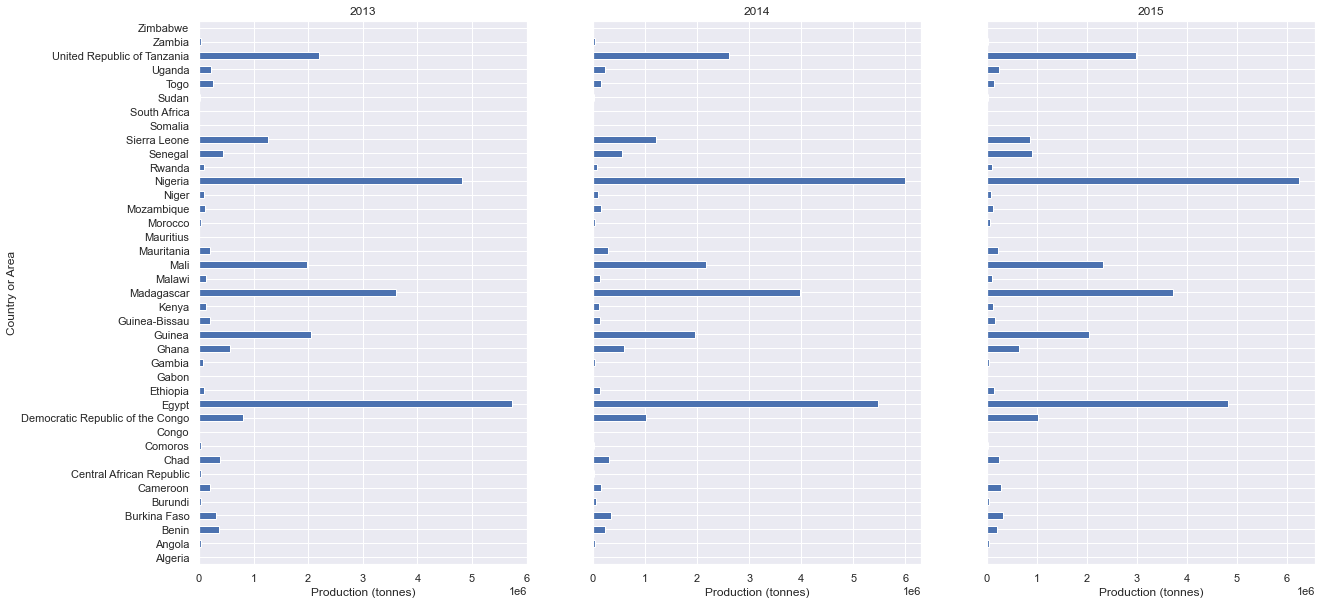 2013 2014 2015
Zimbabwe
Zambia
United Republic of Tanzania
Uganda
Togo
Sudan
South Africa
Somalia
Sierra Leone
Senegal
Rwanda
Nigeria
Niger
Mozambique
Morocco
Mauritius
Mauritania
Mali
Malawi
Madagascar
Kenya
Guinea-Bissau
Guinea
Ghana
Gambia
Gabon
Ethiopia
Egypt
Democratic Republic of the Congo
Congo
Comoros
Chad
Central African Republic
Cameroon
Burundi
Burkina Faso
Benin
Angola
Algeria
Country or Area
0 1 2 3 4 5 6 0 1 2 3 4 5 6 0 1 2 3 4 5 6
Production (tonnes) 1e6 Production (tonnes) 1e6 Production (tonnes) 1e6